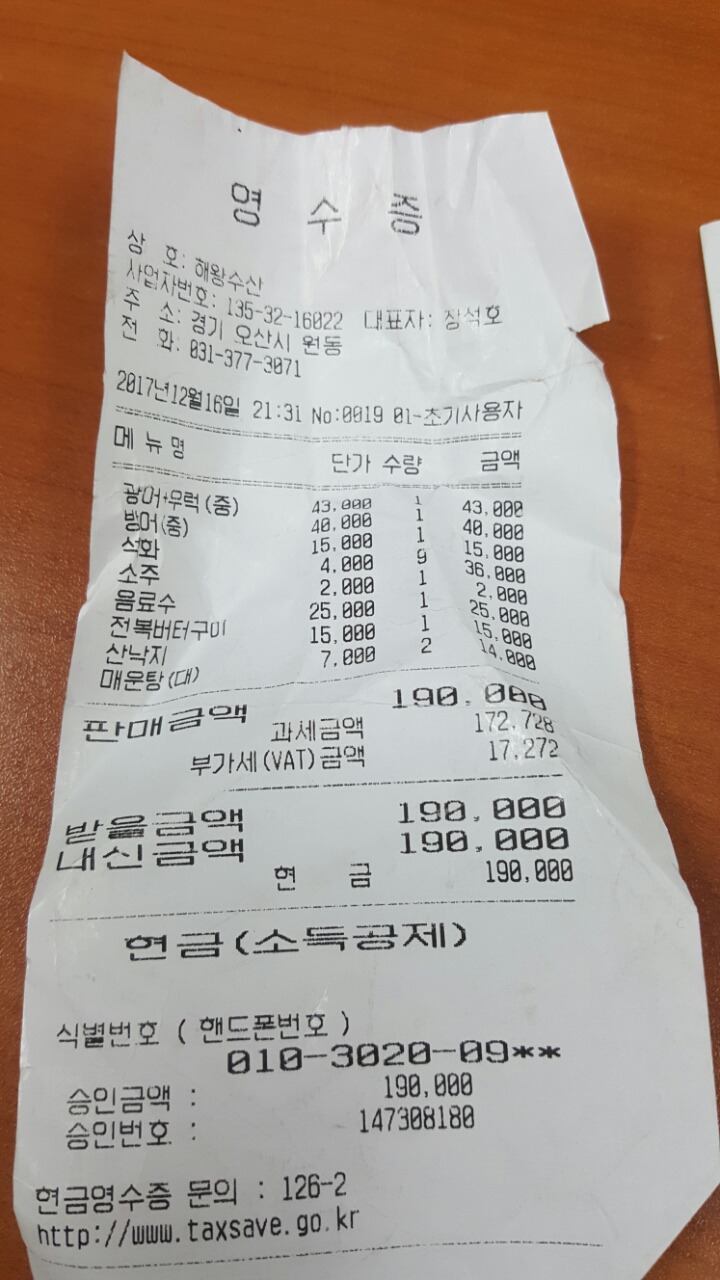 영 수 증
상 호: 해왕수산
사업자번호: 135-32-16022 대표자: 장석호
주 소: 경기 오산시 원동
전 화: 031-377-3071
2017년12월16일 21:31 No:0019 01-초기사용자
메 뉴 명 단가 수량 금액
광어+우럭(중) 43,000 1 43,000
방어(중) 40,000 1 40,000
석화 15,000 1 15,000
소주 4,000 9 36,000
음료수 2,000 1 2,000
전복버터구이 25,000 1 25,000
산낙지 15,000 1 15,000
매운탕(대) 7,000 2 14,000
판매금액 190,000
과세금액 172,728
부가세(VAT)금액 17,272
받을금액 190,000
내신금액 190,000
현 금 190,000
현금(소득공제)
식별번호 ( 핸드폰번호 )
010-3020-09**
승인금액 : 190,000
승인번호 : 147308180
현금영수증 문의 : 126-2
http://www.taxsave.go.kr